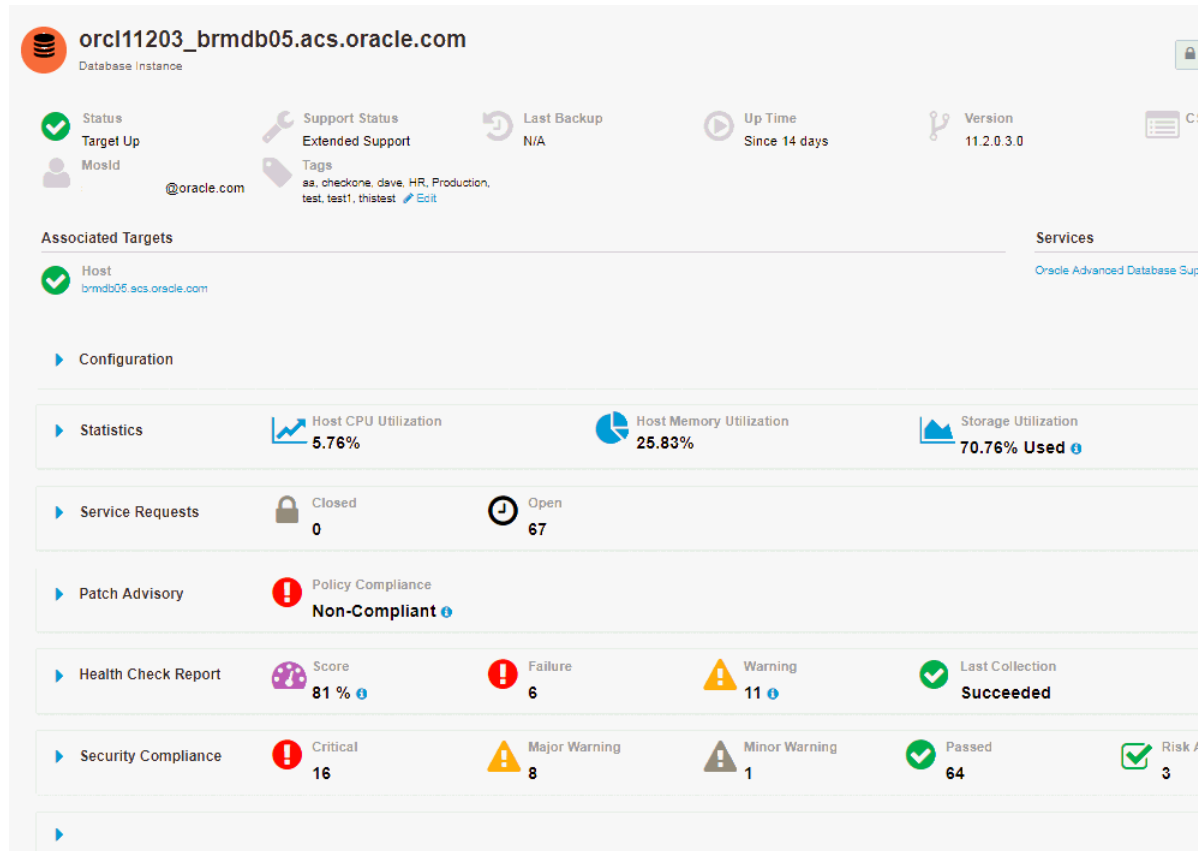 orcl11203_brmdb05.acs.oracle.com
Database Instance
Status
Target Up
Support Status
Extended Support
Last Backup
N/A
Up Time
Since 14 days
Version
11.2.0.3.0
MosId
@oracle.com
Tags
aa, checkone, dave, HR, Production,
test, test1, thistest Edit
Associated Targets
Services
Host
brmdb05.acs.oracle.com
Oracle Advanced Database
Configuration
Statistics
Host CPU Utilization
5.76%
Host Memory Utilization
25.83%
Storage Utilization
70.76% Used
Service Requests
Closed
0
Open
67
Patch Advisory
Policy Compliance
Non-Compliant
Health Check Report
Score
81 %
Failure
6
Warning
11
Last Collection
Succeeded
Security Compliance
Critical
16
Major Warning
8
Minor Warning
1
Passed
64
Risk
3